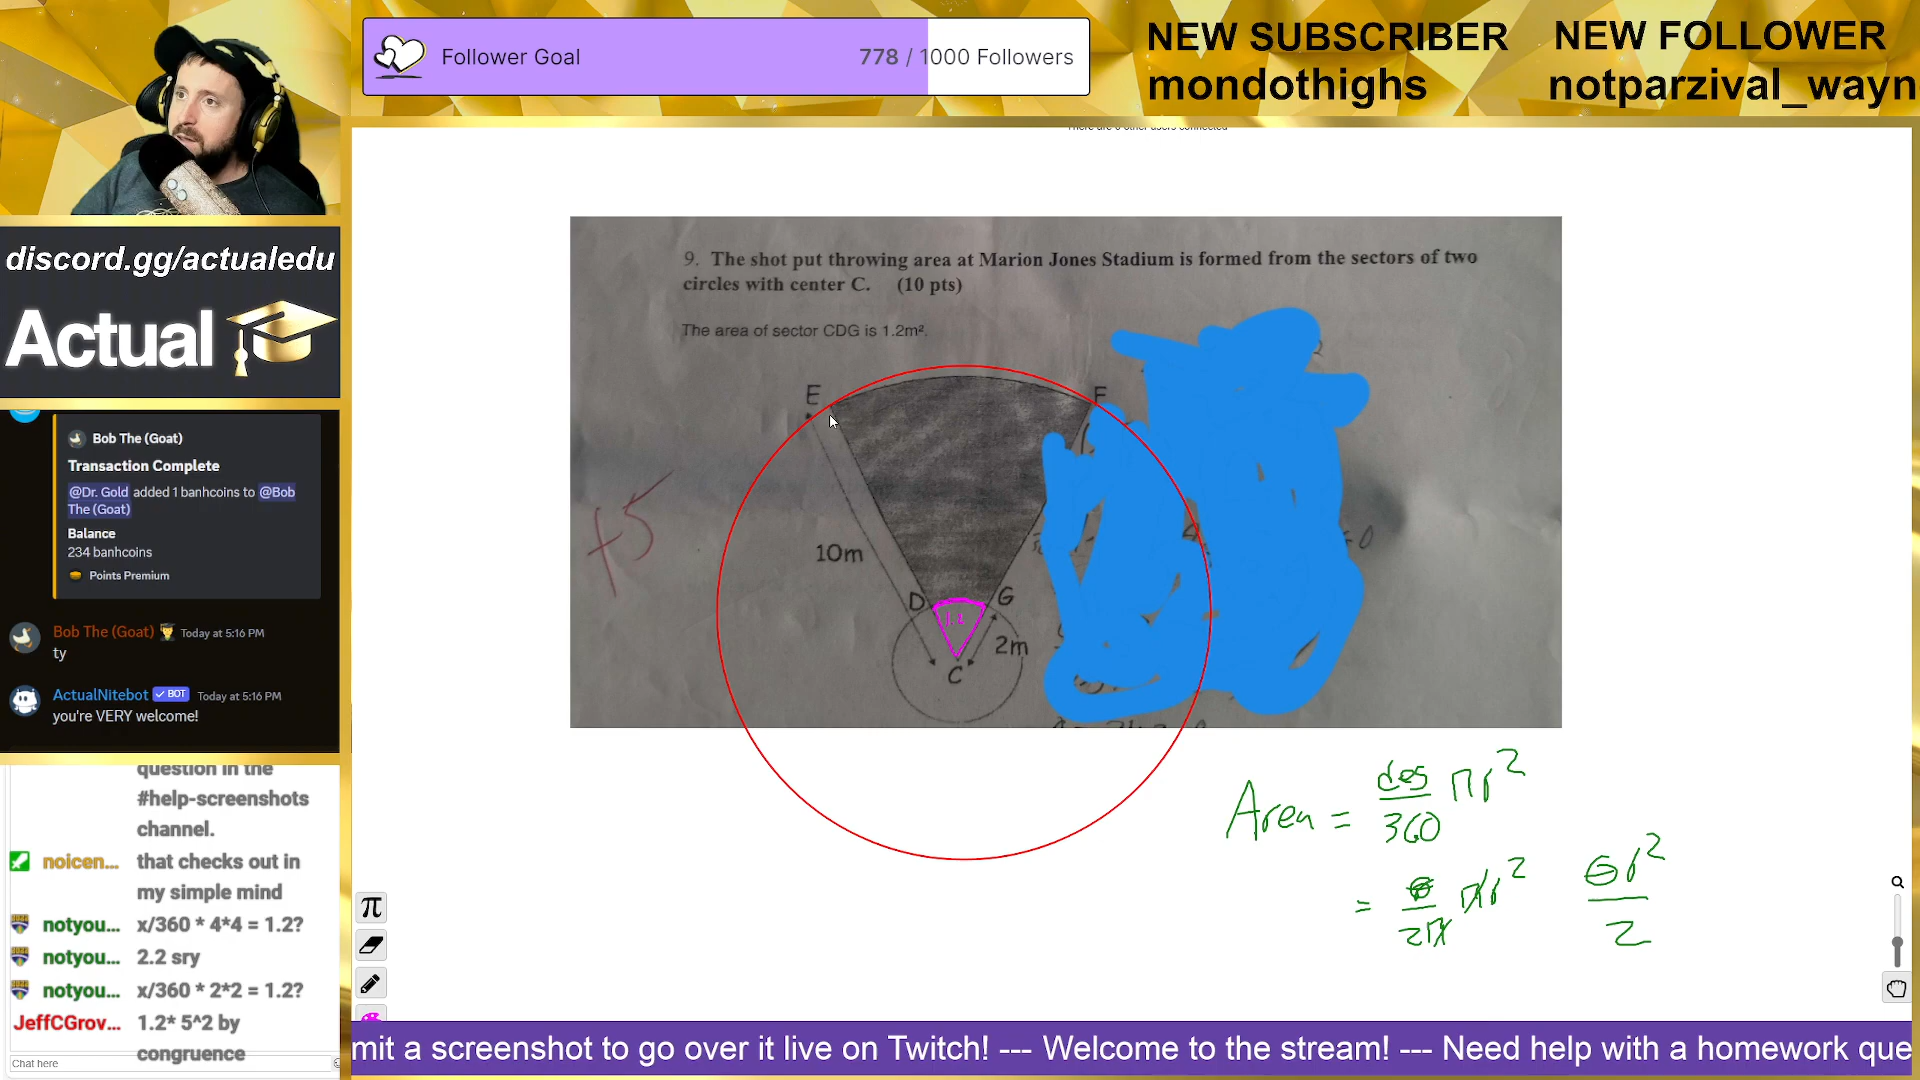 Follower Goal
778 / 1000 Followers
NEW SUBSCRIBER
mondothighs
NEW FOLLOWER
notparzival_wayn
discord.gg/actualedu
Actual
Bob The (Goat)
Transaction Complete
@Dr. Gold added 1 banhcoins to @Bob
The (Goat)
Balance
234 banhcoins
Points Premium
Bob The (Goat) Today at 5:16 PM
ty
ActualNitebot BOT Today at 5:16 PM
you're VERY welcome!
question in the
#help-screenshots
channel.
noicen... that checks out in
my simple mind
notyou... x/360 * 4*4 = 1.2?
notyou... 2.2 sry
notyou... x/360 * 2*2 = 1.2?
JeffCGrov... 1.2* 5^2 by
congruence
Chat here
9. The shot put throwing area at Marion Jones Stadium is formed from the sectors of two
circles with center C. (10 pts)
The area of sector CDG is 1.2m².
E
F
+5
10m
D
G
1.2
2m
C
Area = deg/360 πr²
= θ/2π πr² θr²/2
π
mit a screenshot to go over it live on Twitch! --- Welcome to the stream! --- Need help with a homework que